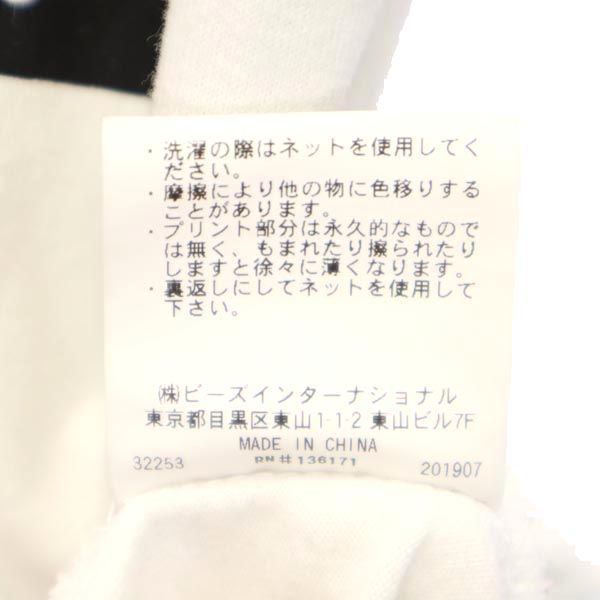 ・洗濯の際はネットを使用してく
ださい。
・摩擦により他の物に色移りする
ことがあります。
・プリント部分は永久的なもので
は無く、もまれたり擦られたり
しますと徐々に薄くなります。
・裏返しにしてネットを使用して
下さい。
㈱ビーズインターナショナル
東京都目黒区東山1-1-2 東山ビル7F
MADE IN CHINA
32253 RN#136171 201907